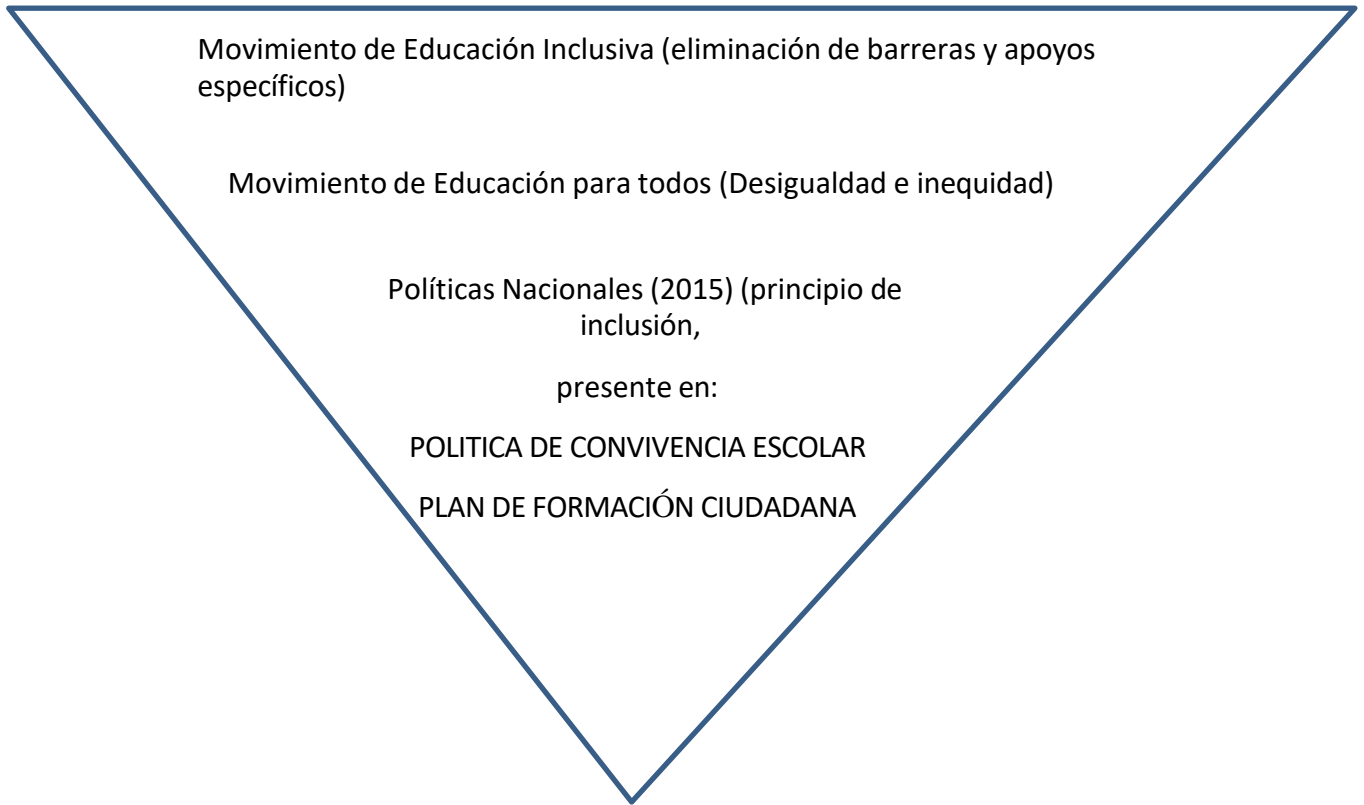 Movimiento de Educación Inclusiva (eliminación de barreras y apoyos
específicos)
Movimiento de Educación para todos (Desigualdad e inequidad)
Políticas Nacionales (2015) (principio de
inclusión,
presente en:
POLITICA DE CONVIVENCIA ESCOLAR
PLAN DE FORMACIÓN CIUDADANA